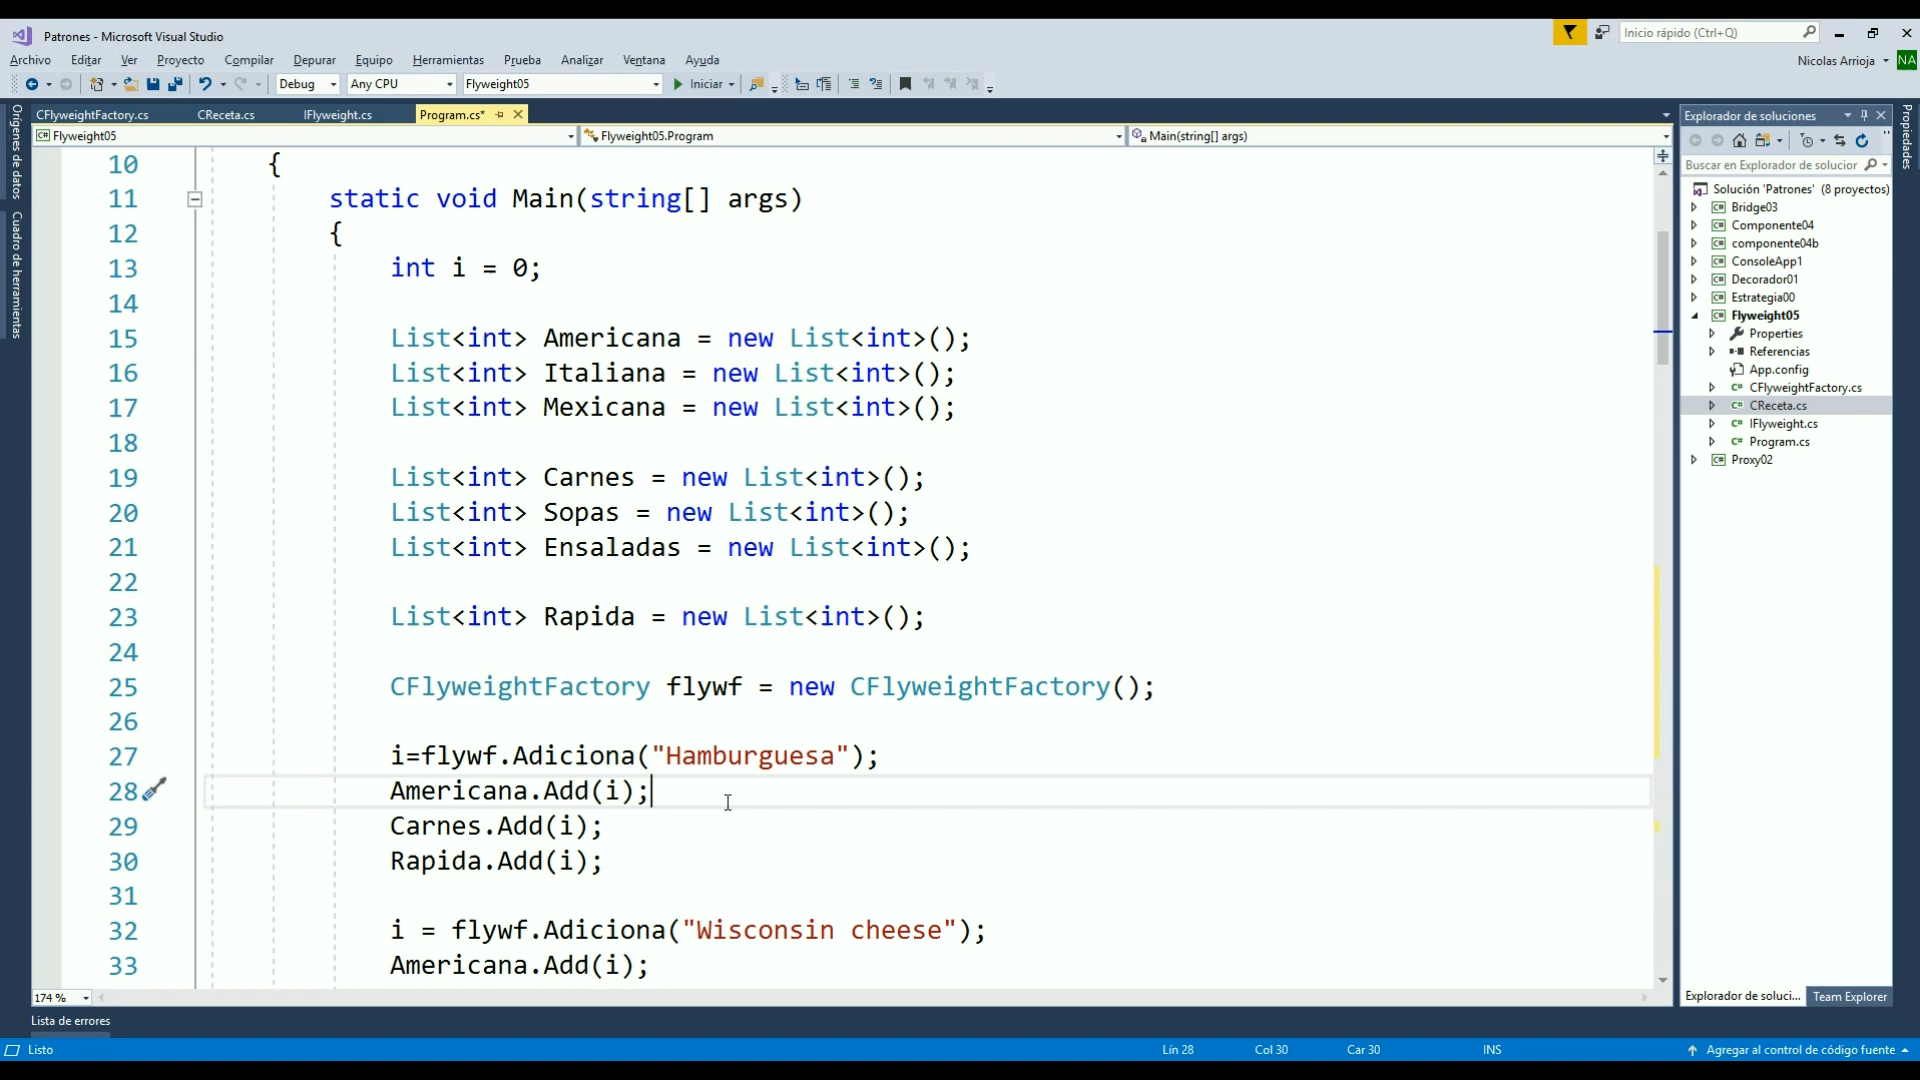 Patrones - Microsoft Visual Studio
Inicio rápido (Ctrl+Q)
Archivo Editar Ver Proyecto Compilar Depurar Equipo Herramientas Prueba Analizar Ventana Ayuda
Nicolas Arrioja NA
Debug Any CPU Flyweight05 Iniciar
CFlyweightFactory.cs CReceta.cs IFlyweight.cs Program.cs*
Flyweight05 Flyweight05.Program Main(string[] args)
Orígenes de datos
Cuadro de herramientas
10 {
11 static void Main(string[] args)
12 {
13 int i = 0;
14
15 List<int> Americana = new List<int>();
16 List<int> Italiana = new List<int>();
17 List<int> Mexicana = new List<int>();
18
19 List<int> Carnes = new List<int>();
20 List<int> Sopas = new List<int>();
21 List<int> Ensaladas = new List<int>();
22
23 List<int> Rapida = new List<int>();
24
25 CFlyweightFactory flywf = new CFlyweightFactory();
26
27 i=flywf.Adiciona("Hamburguesa");
28 Americana.Add(i);
29 Carnes.Add(i);
30 Rapida.Add(i);
31
32 i = flywf.Adiciona("Wisconsin cheese");
33 Americana.Add(i);
174 %
Explorador de soluciones
Buscar en Explorador de solucior
Solución 'Patrones' (8 proyectos)
Bridge03
Componente04
componente04b
ConsoleApp1
Decorador01
Estrategia00
Flyweight05
Properties
Referencias
App.config
CFlyweightFactory.cs
CReceta.cs
IFlyweight.cs
Program.cs
Proxy02
Explorador de soluci... Team Explorer
Propiedades
Lista de errores
Listo Lín 28 Col 30 Car 30 INS Agregar al control de código fuente